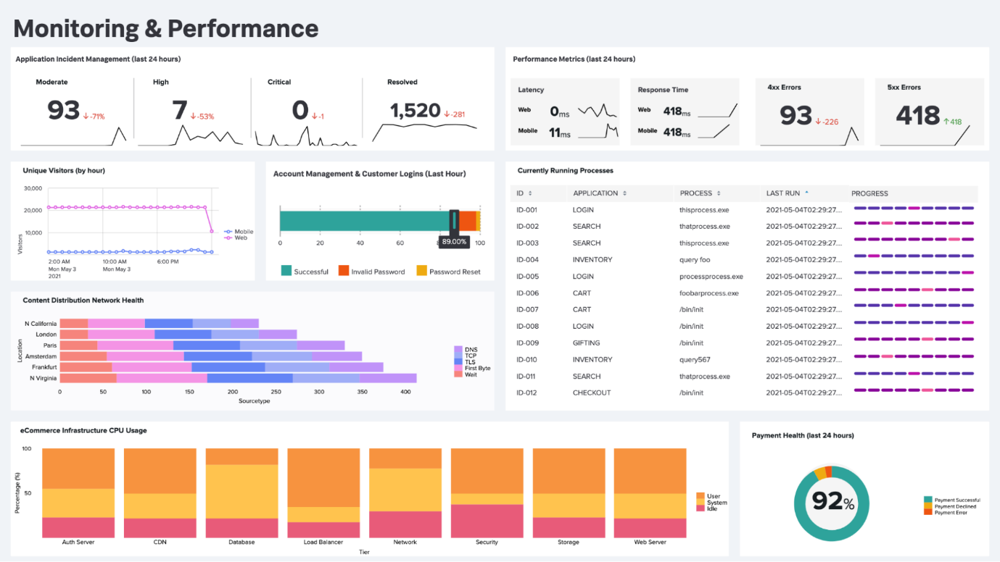 Monitoring & Performance
Application Incident Management (last 24 hours)
Moderate
93 ↓-71%
High
7 ↓-53%
Critical
0 ↓-1
Resolved
1,520 ↓-281
Performance Metrics (last 24 hours)
Latency
Web 0ms
Mobile 11ms
Response Time
Web 418ms
Mobile 418ms
4xx Errors
93 ↓-226
5xx Errors
418 ↑418
Unique Visitors (by hour)
30,000
20,000
10,000
Visitors
2:00 AM 10:00 AM 6:00 PM
Mon May 3 Mon May 3
2021
Mobile
Web
Account Management & Customer Logins (Last Hour)
0 20 40 60 100
89.00%
Successful Invalid Password Password Reset
Currently Running Processes
ID APPLICATION PROCESS LAST RUN PROGRESS
ID-001 LOGIN thisprocess.exe 2021-05-04T02:29:27....
ID-002 SEARCH thatprocess.exe 2021-05-04T02:29:27....
ID-003 SEARCH thisprocess.exe 2021-05-04T02:29:27....
ID-004 INVENTORY query foo 2021-05-04T02:29:27....
ID-005 LOGIN processprocess.exe 2021-05-04T02:29:27....
ID-006 CART foobarprocess.exe 2021-05-04T02:29:27....
ID-007 CART /bin/init 2021-05-04T02:29:27....
ID-008 LOGIN /bin/init 2021-05-04T02:29:27....
ID-009 GIFTING /bin/init 2021-05-04T02:29:27....
ID-010 INVENTORY query567 2021-05-04T02:29:27....
ID-011 SEARCH thatprocess.exe 2021-05-04T02:29:27....
ID-012 CHECKOUT /bin/init 2021-05-04T02:29:27....
Content Distribution Network Health
Location
N California
London
Paris
Amsterdam
Frankfurt
N Virginia
0 50 100 150 200 250 300 350 400
Sourcetype
DNS
TCP
TLS
First Byte
Wait
eCommerce Infrastructure CPU Usage
100
50
Percentage (%)
Auth Server CDN Database Load Balancer Network Security Storage Web Server
Tier
User
System
Idle
Payment Health (last 24 hours)
92%
Payment Successful
Payment Declined
Payment Error